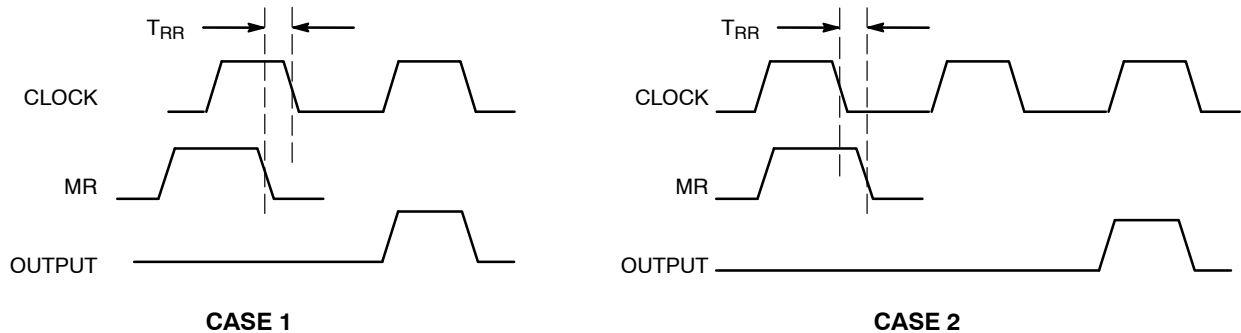 T_RR
CLOCK
MR
OUTPUT
CASE 1
T_RR
CLOCK
MR
OUTPUT
CASE 2